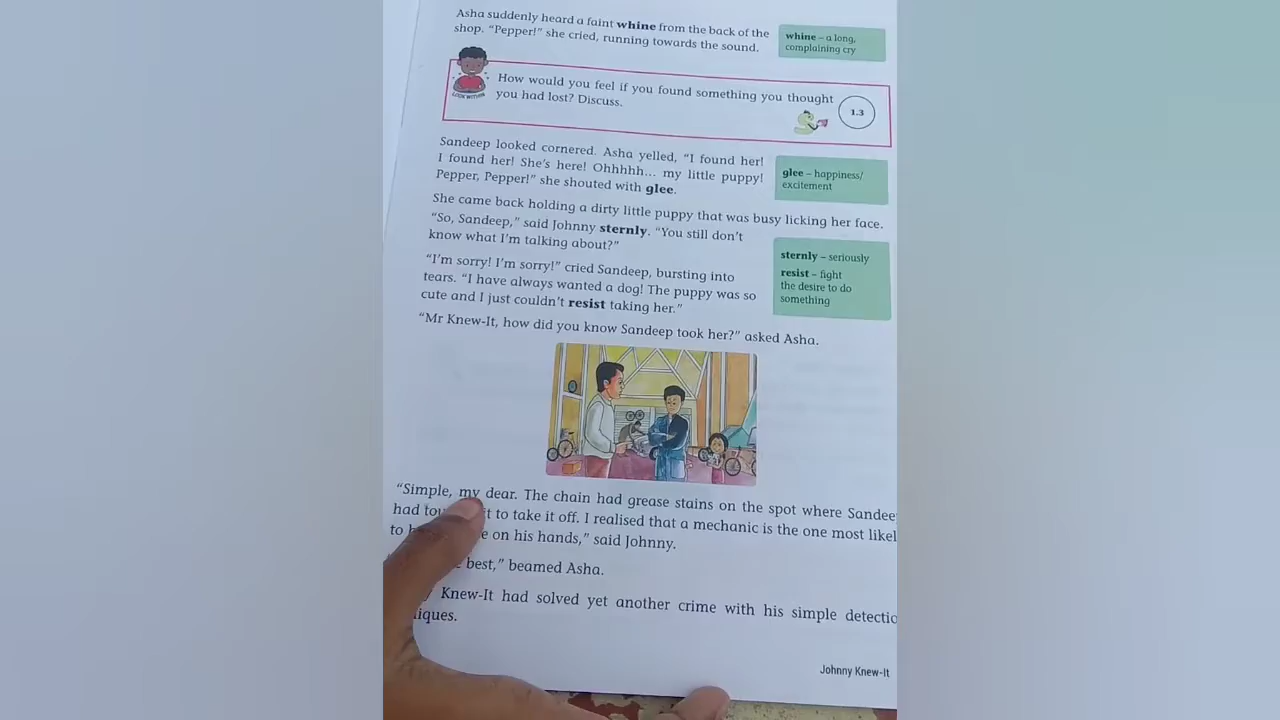 Asha suddenly heard a faint whine from the back of the
shop. “Pepper!” she cried, running towards the sound.
whine – a long,
complaining cry
LOOK WITHIN
How would you feel if you found something you thought
you had lost? Discuss.
1.3
Sandeep looked cornered. Asha yelled, “I found her!
I found her! She’s here! Ohhhhh... my little puppy!
Pepper, Pepper!” she shouted with glee.
glee – happiness/
excitement
She came back holding a dirty little puppy that was busy licking her face.
“So, Sandeep,” said Johnny sternly. “You still don’t
know what I’m talking about?”
sternly – seriously
resist – fight
the desire to do
something
“I’m sorry! I’m sorry!” cried Sandeep, bursting into
tears. “I have always wanted a dog! The puppy was so
cute and I just couldn’t resist taking her.”
“Mr Knew-It, how did you know Sandeep took her?” asked Asha.
“Simple, my dear. The chain had grease stains on the spot where Sandee
had it to take it off. I realised that a mechanic is the one most likel
to on his hands,” said Johnny.
best,” beamed Asha.
Knew-It had solved yet another crime with his simple detectio
iques.
Johnny Knew-It